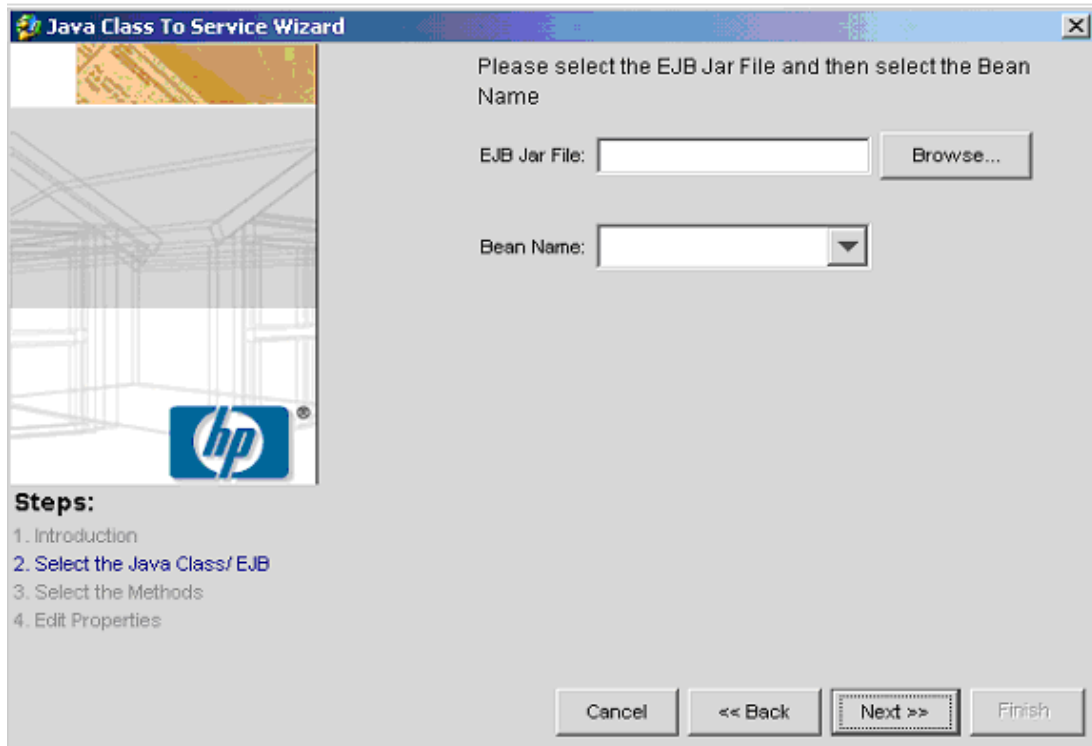 Java Class To Service Wizard
Please select the EJB Jar File and then select the Bean
Name
EJB Jar File:
Browse...
Bean Name:
hp
®
Steps:
1. Introduction
2. Select the Java Class/ EJB
3. Select the Methods
4. Edit Properties
Cancel
<< Back
Next >>
Finish